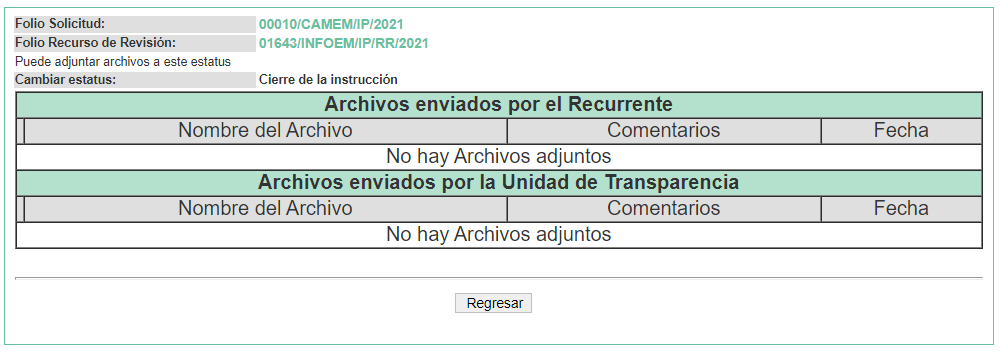 Folio Solicitud: 00010/CAMEM/IP/2021
Folio Recurso de Revisión: 01643/INFOEM/IP/RR/2021
Puede adjuntar archivos a este estatus
Cambiar estatus: Cierre de la instrucción
Archivos enviados por el Recurrente
Nombre del Archivo Comentarios Fecha
No hay Archivos adjuntos
Archivos enviados por la Unidad de Transparencia
Nombre del Archivo Comentarios Fecha
No hay Archivos adjuntos
Regresar